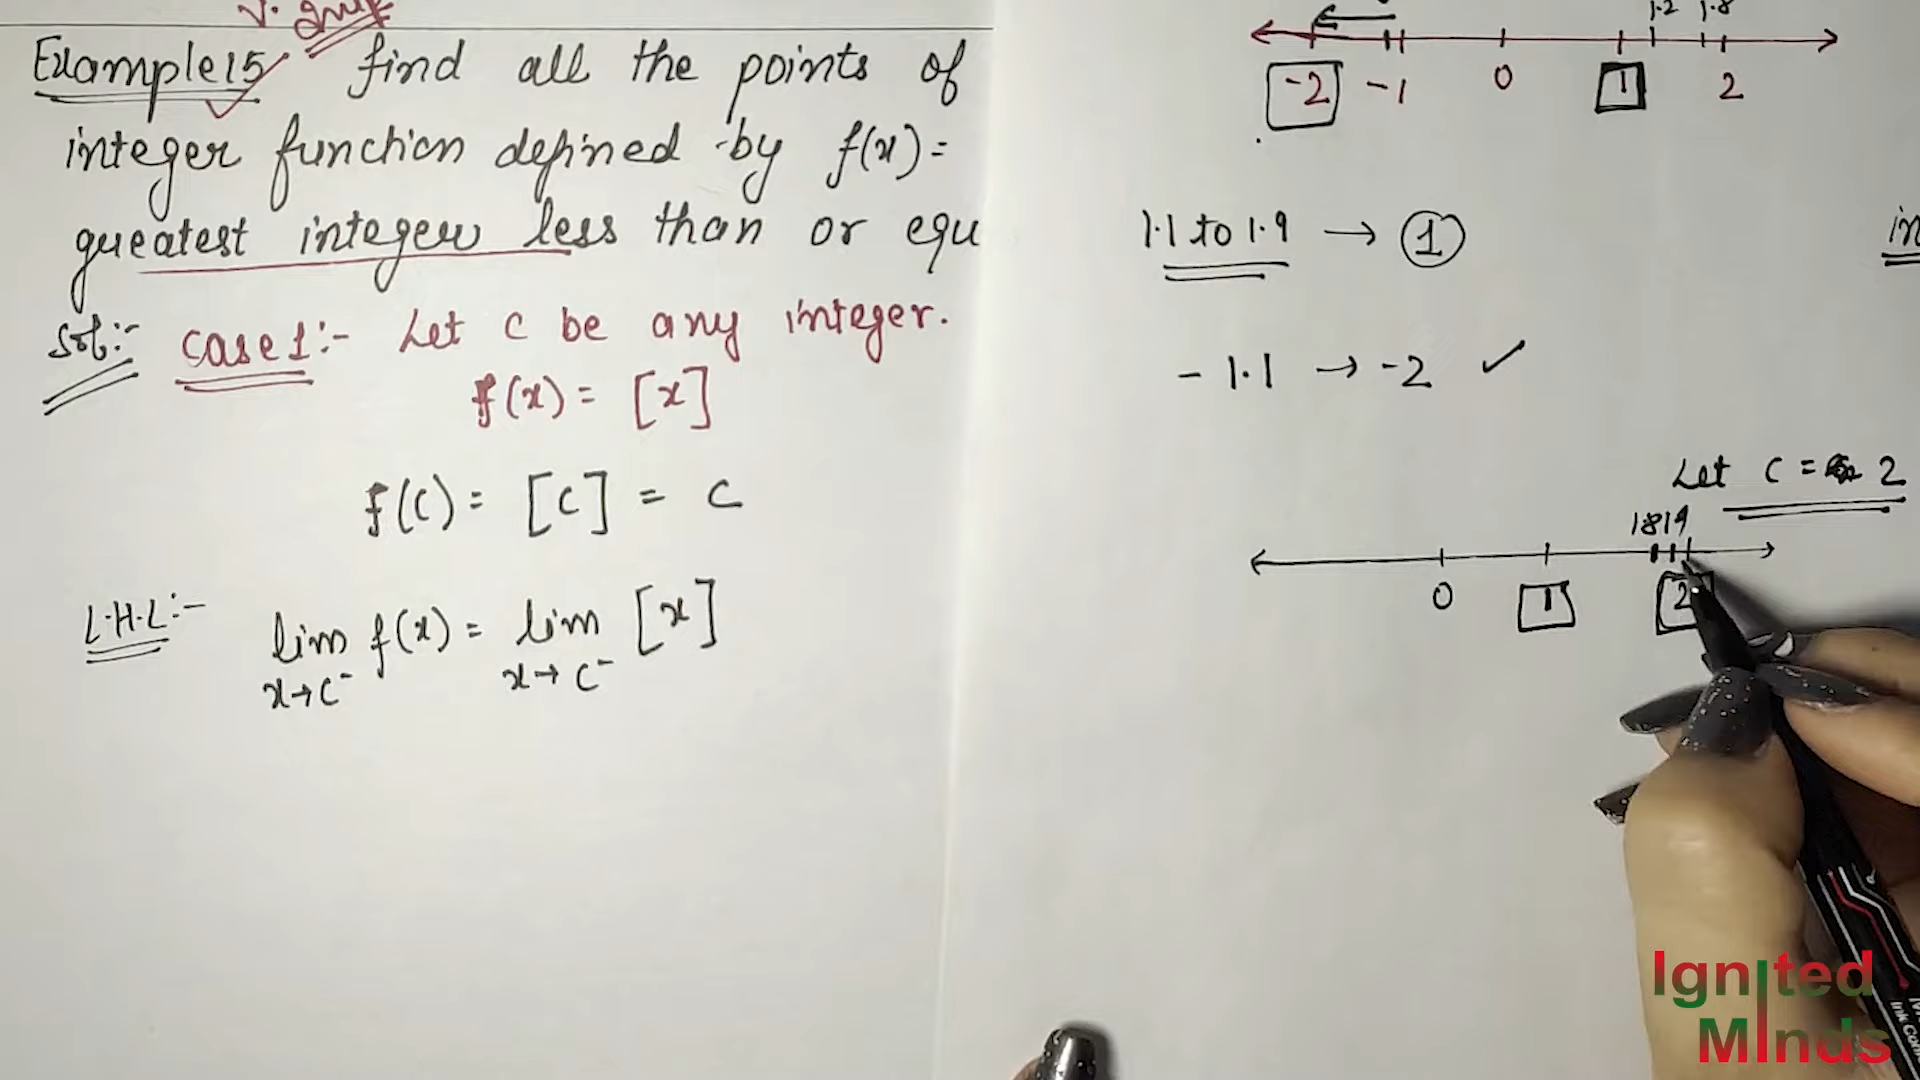 V. Imp
Example 15 find all the points of
integer function defined by f(x) =
greatest integer less than or equ
Sol:- Case 1:- Let C be any integer.
f(x) = [x]
f(C) = [C] = C
L.H.L:- lim f(x) = lim [x]
x→C⁻ x→C⁻
1.2 1.8
-2 -1 0 1 2
1.1 to 1.9 → 1
in
-1.1 → -2 ✓
Let C = 2
1.8 1.9
0 1 2
Ignited
Minds